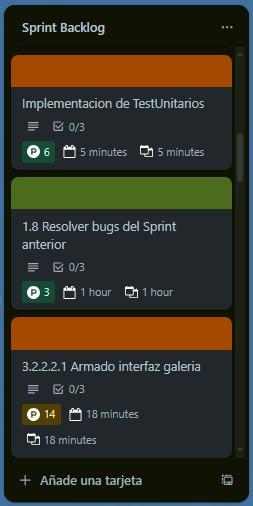 Sprint Backlog
Implementacion de TestUnitarios
0/3
P 6 5 minutes 5 minutes
1.8 Resolver bugs del Sprint
anterior
0/3
P 3 1 hour 1 hour
3.2.2.2.1 Armado interfaz galeria
0/3
P 14 18 minutes
18 minutes
+ Añade una tarjeta